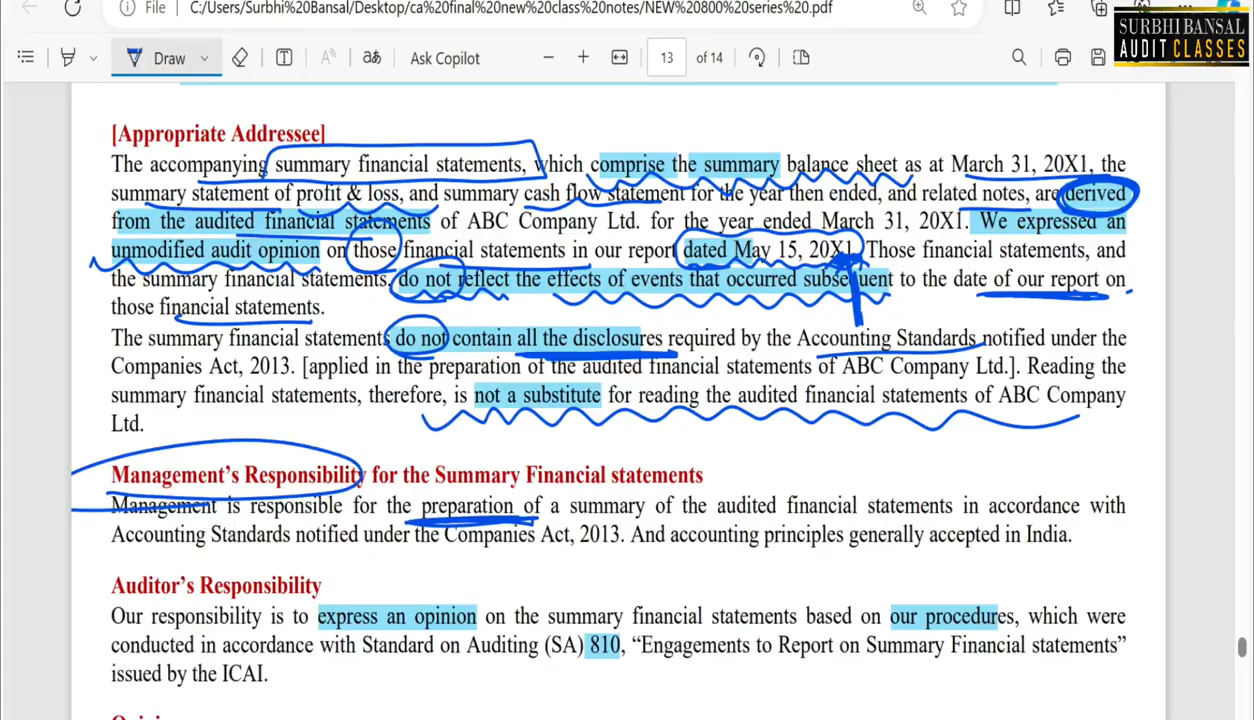 File C:/Users/Surbhi%20Bansal/Desktop/ca%20final%20new%20class%20notes/NEW%20800%20series%20.pdf
SURBHI BANSAL
AUDIT CLASSES
Draw aあ Ask Copilot 13 of 14
[Appropriate Addressee]
The accompanying summary financial statements, which comprise the summary balance sheet as at March 31, 20X1, the
summary statement of profit & loss, and summary cash flow statement for the year then ended, and related notes, are derived
from the audited financial statements of ABC Company Ltd. for the year ended March 31, 20X1. We expressed an
unmodified audit opinion on those financial statements in our report dated May 15, 20X1. Those financial statements, and
the summary financial statements, do not reflect the effects of events that occurred subsequent to the date of our report on
those financial statements.
The summary financial statements do not contain all the disclosures required by the Accounting Standards notified under the
Companies Act, 2013. [applied in the preparation of the audited financial statements of ABC Company Ltd.]. Reading the
summary financial statements, therefore, is not a substitute for reading the audited financial statements of ABC Company
Ltd.
Management's Responsibility for the Summary Financial statements
Management is responsible for the preparation of a summary of the audited financial statements in accordance with
Accounting Standards notified under the Companies Act, 2013. And accounting principles generally accepted in India.
Auditor's Responsibility
Our responsibility is to express an opinion on the summary financial statements based on our procedures, which were
conducted in accordance with Standard on Auditing (SA) 810, “Engagements to Report on Summary Financial statements”
issued by the ICAI.